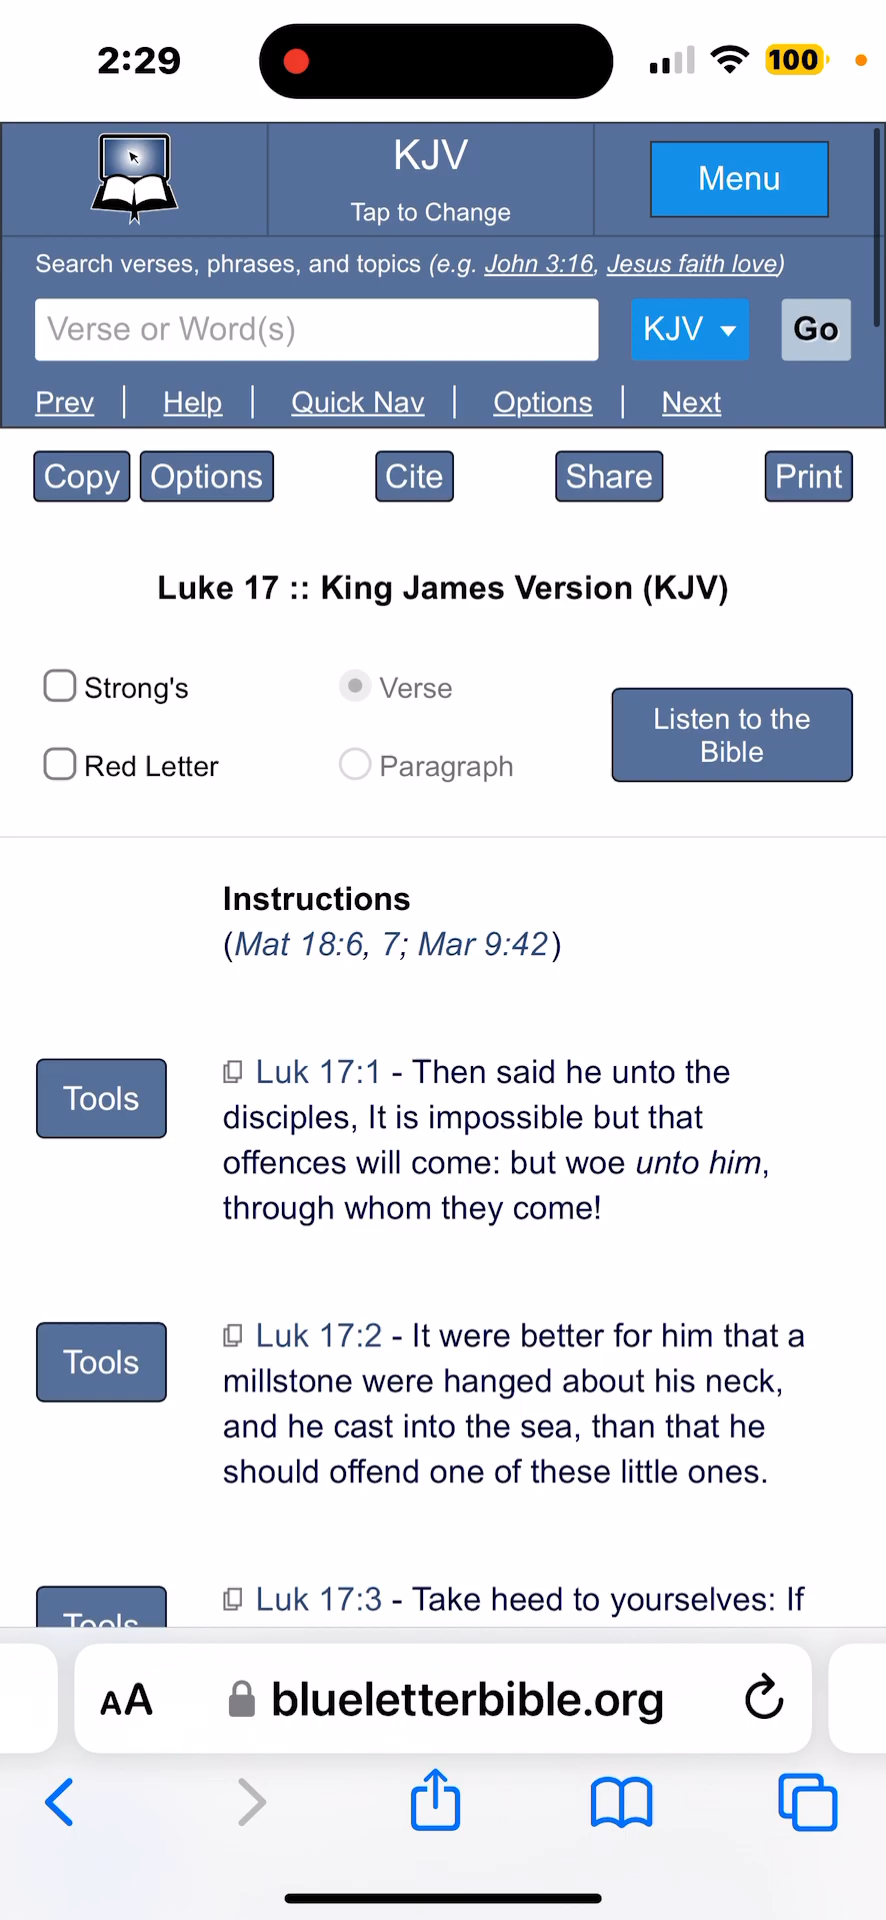 2:29
100
KJV
Tap to Change
Menu
Search verses, phrases, and topics (e.g. John 3:16, Jesus faith love)
Verse or Word(s)
KJV
Go
Prev | Help | Quick Nav | Options | Next
Copy Options Cite Share Print
Luke 17 :: King James Version (KJV)
Strong's
Verse
Red Letter
Paragraph
Listen to the
Bible
Instructions
(Mat 18:6, 7; Mar 9:42)
Tools
Luk 17:1 - Then said he unto the
disciples, It is impossible but that
offences will come: but woe unto him,
through whom they come!
Tools
Luk 17:2 - It were better for him that a
millstone were hanged about his neck,
and he cast into the sea, than that he
should offend one of these little ones.
Tools
Luk 17:3 - Take heed to yourselves: If
AA blueletterbible.org